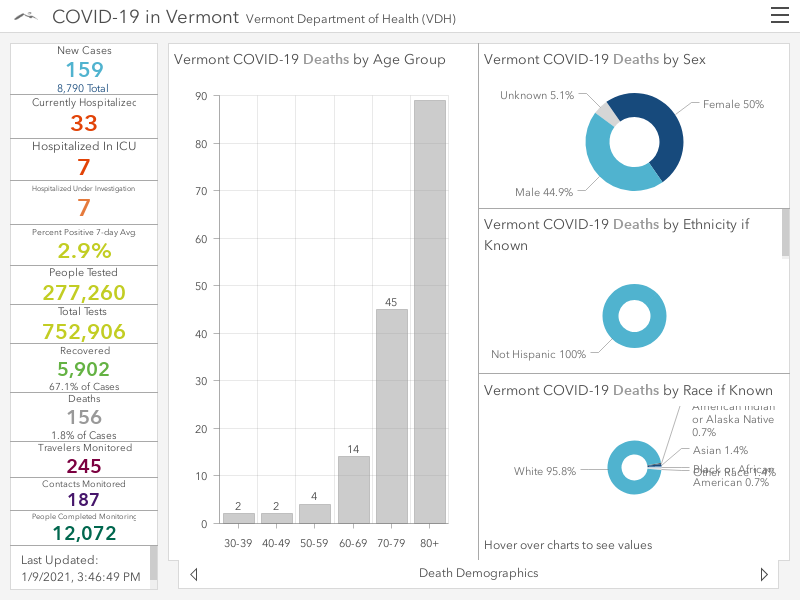 COVID-19 in Vermont Vermont Department of Health (VDH)
New Cases
159
8,790 Total
Currently Hospitalized
33
Hospitalized In ICU
7
Hospitalized Under Investigation
7
Percent Positive 7-day Avg
2.9%
People Tested
277,260
Total Tests
752,906
Recovered
5,902
67.1% of Cases
Deaths
156
1.8% of Cases
Travelers Monitored
245
Contacts Monitored
187
People Completed Monitoring
12,072
Last Updated:
1/9/2021, 3:46:49 PM
Vermont COVID-19 Deaths by Age Group
90
80
70
60
50
40
30
20
10
0
2
2
4
14
45
30-39
40-49
50-59
60-69
70-79
80+
Vermont COVID-19 Deaths by Sex
Unknown 5.1%
Female 50%
Male 44.9%
Vermont COVID-19 Deaths by Ethnicity if
Known
Not Hispanic 100%
Vermont COVID-19 Deaths by Race if Known
American Indian
or Alaska Native
0.7%
Asian 1.4%
Black or African
Other Race 1.4%
American 0.7%
White 95.8%
Hover over charts to see values
Death Demographics